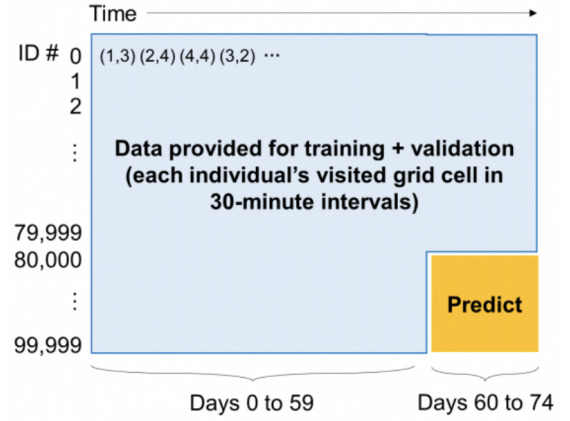 Time
ID # 0 (1,3) (2,4) (4,4) (3,2) ⋯
1
2
⋮
Data provided for training + validation
(each individual's visited grid cell in
30-minute intervals)
79,999
80,000
⋮
Predict
99,999
Days 0 to 59 Days 60 to 74